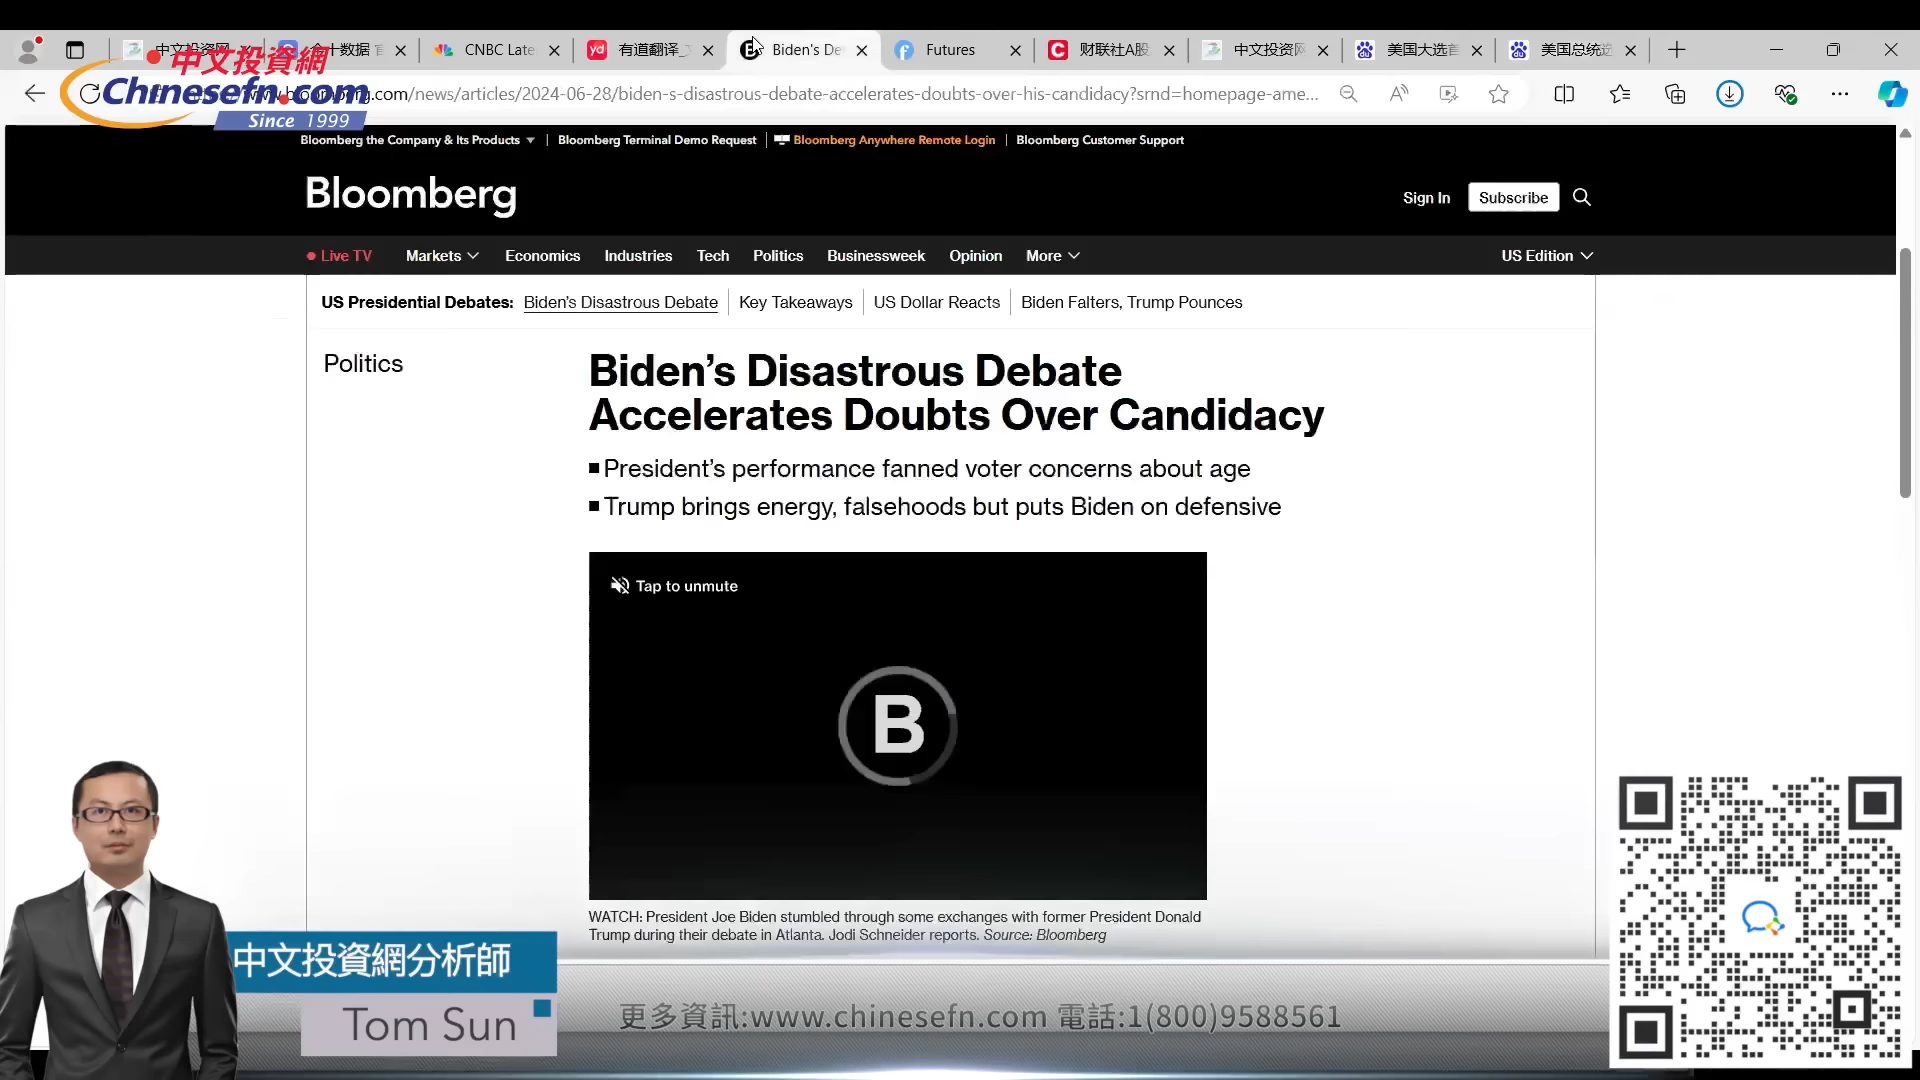 中文投資網
Chinesefn.com
Since 1999
CNBC Late
有道翻译_
Biden's De
Futures
财联社A股
中文投资网
美国大选首
美国总统选
.com/news/articles/2024-06-28/biden-s-disastrous-debate-accelerates-doubts-over-his-candidacy?srnd=homepage-ame...
Bloomberg the Company & Its Products
Bloomberg Terminal Demo Request
Bloomberg Anywhere Remote Login
Bloomberg Customer Support
Bloomberg
Sign In
Subscribe
Live TV
Markets
Economics
Industries
Tech
Politics
Businessweek
Opinion
More
US Edition
US Presidential Debates:
Biden's Disastrous Debate
Key Takeaways
US Dollar Reacts
Biden Falters, Trump Pounces
Politics
Biden’s Disastrous Debate
Accelerates Doubts Over Candidacy
President’s performance fanned voter concerns about age
Trump brings energy, falsehoods but puts Biden on defensive
Tap to unmute
B
WATCH: President Joe Biden stumbled through some exchanges with former President Donald
Trump during their debate in Atlanta. Jodi Schneider reports. Source: Bloomberg
中文投資網分析師
Tom Sun
更多資訊:www.chinesefn.com 電話:1(800)9588561